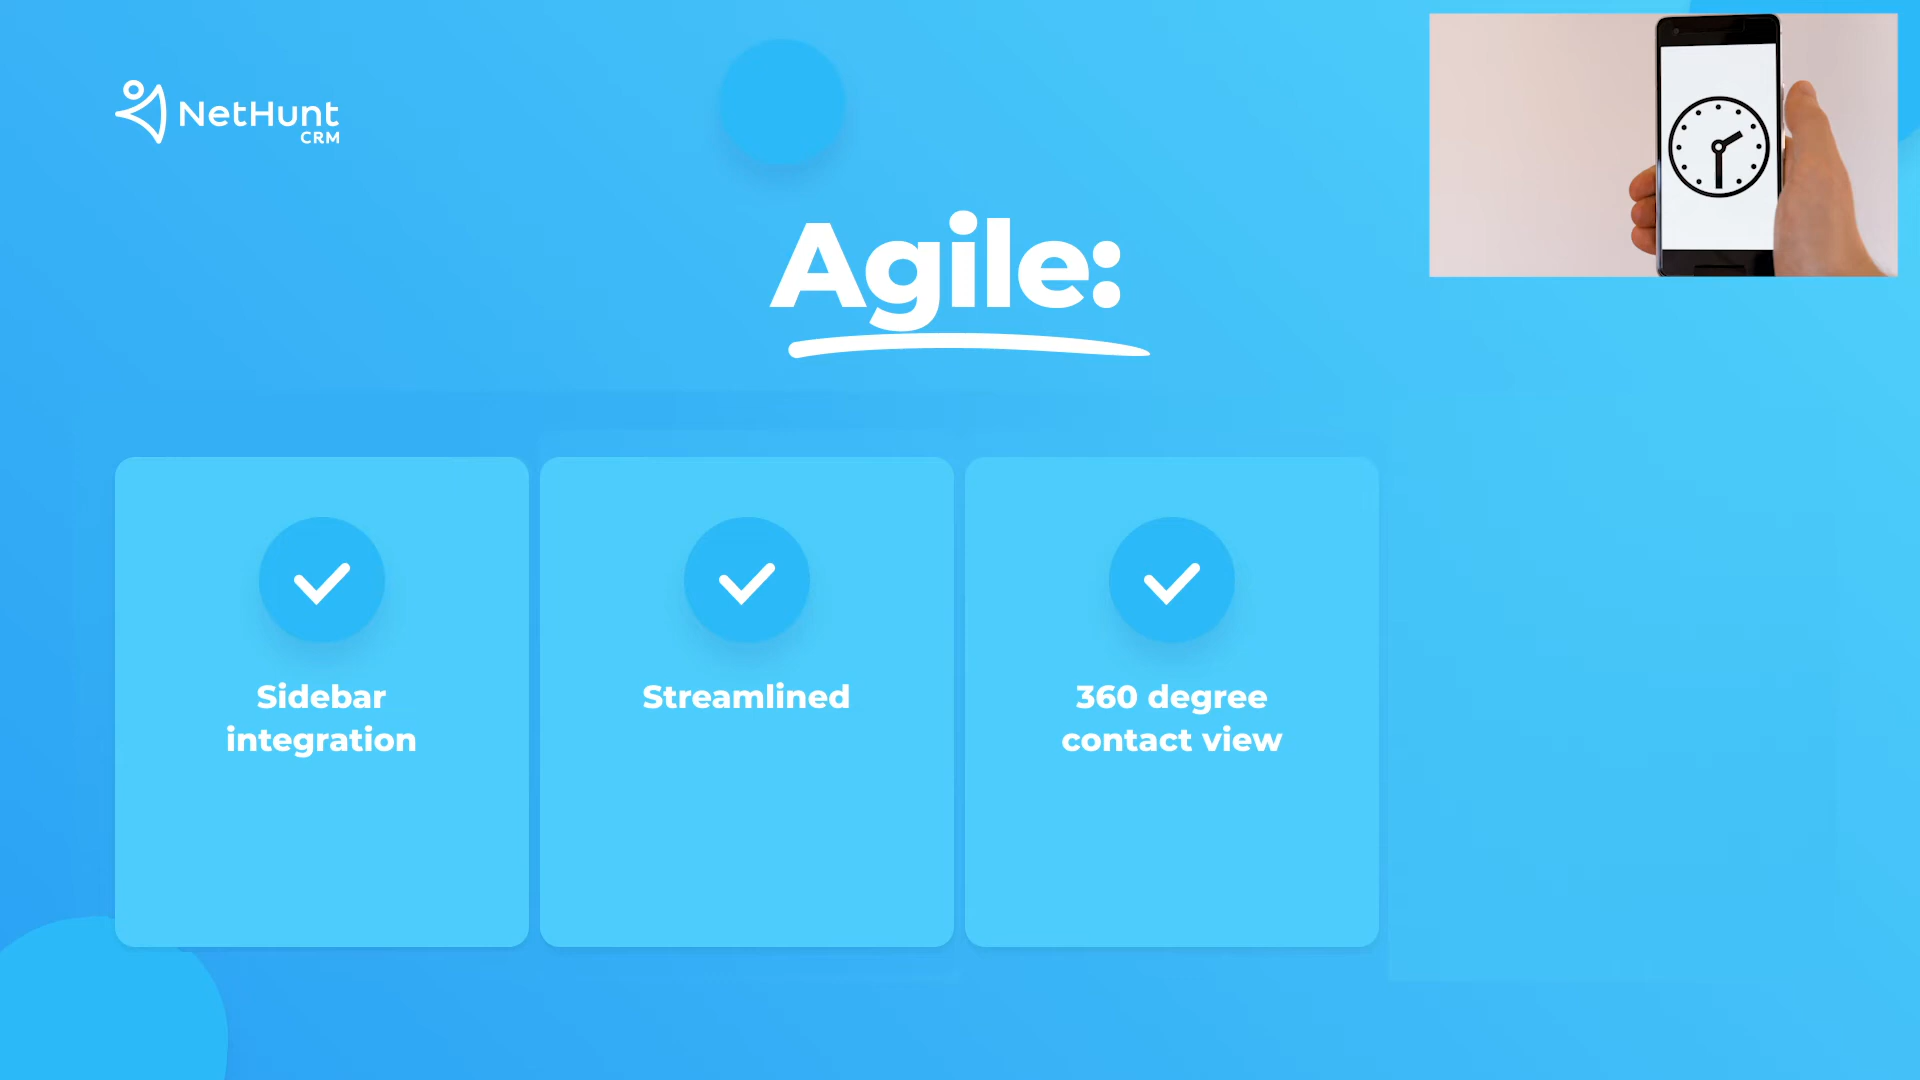 NetHunt
CRM
Agile:
Sidebar
integration
Streamlined
360 degree
contact view